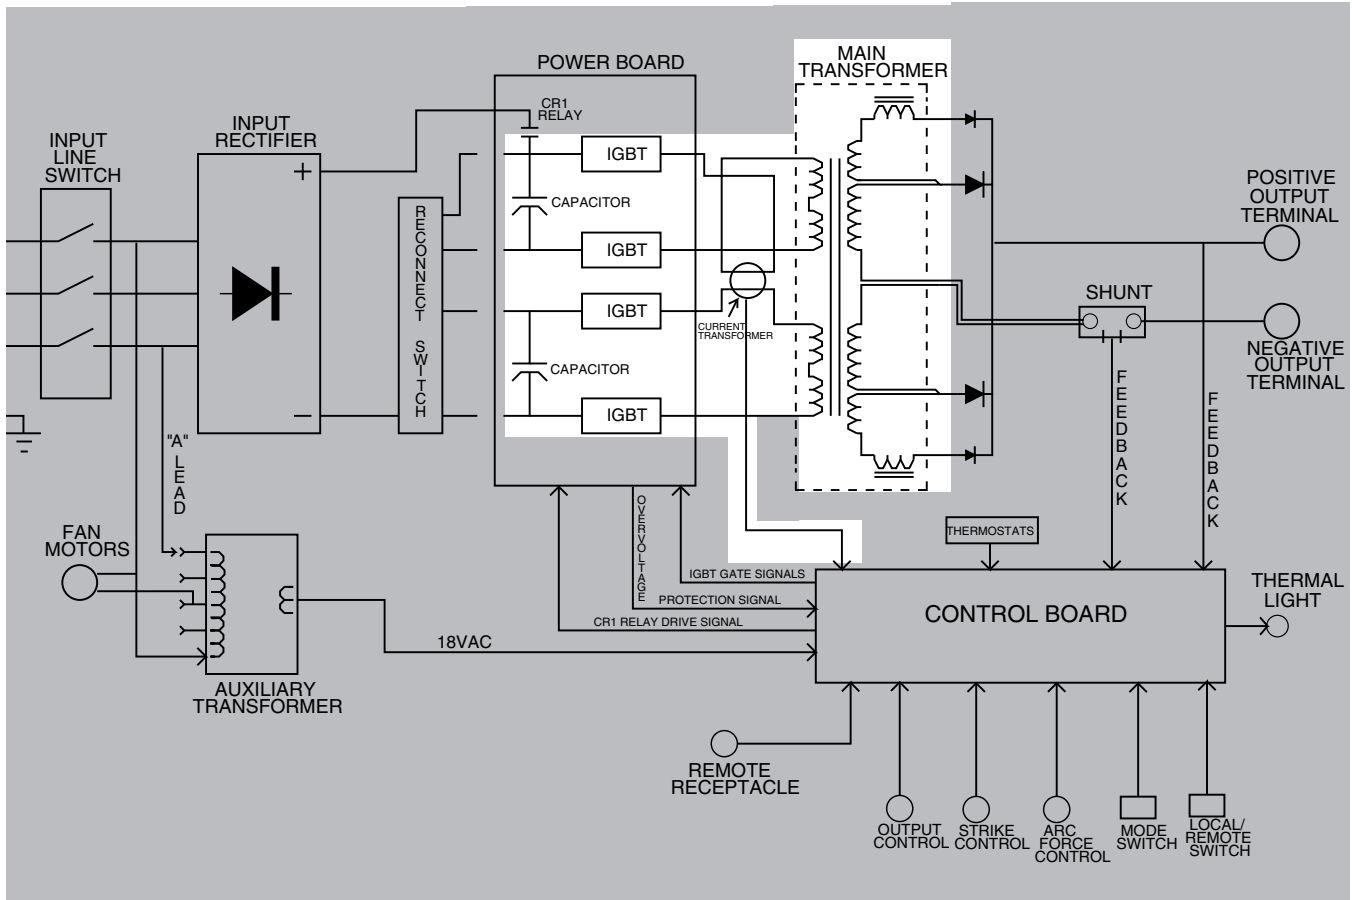 POWER BOARD
MAIN
TRANSFORMER
CR1
RELAY
INPUT
RECTIFIER
INPUT
LINE
SWITCH
+
IGBT
CAPACITOR
IGBT
IGBT
CAPACITOR
IGBT
RECONNECT SWITCH
CURRENT
TRANSFORMER
POSITIVE
OUTPUT
TERMINAL
SHUNT
NEGATIVE
OUTPUT
TERMINAL
FEEDBACK
FEEDBACK
−
"A"
LEAD
FAN
MOTORS
OVERVOLTAGE
THERMOSTATS
IGBT GATE SIGNALS
PROTECTION SIGNAL
CR1 RELAY DRIVE SIGNAL
18VAC
CONTROL BOARD
THERMAL
LIGHT
AUXILIARY
TRANSFORMER
REMOTE
RECEPTACLE
OUTPUT
CONTROL
STRIKE
CONTROL
ARC
FORCE
CONTROL
MODE
SWITCH
LOCAL/
REMOTE
SWITCH